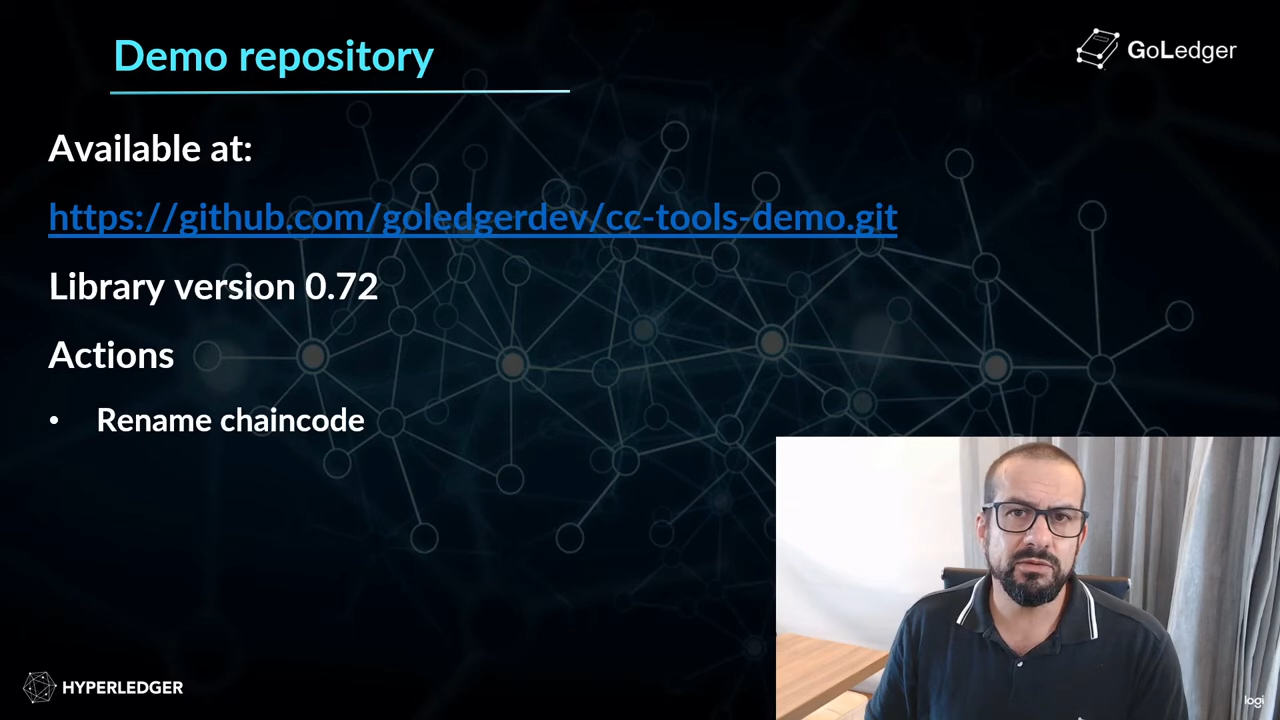 Demo repository
GoLedger
Available at:
https://github.com/goledgerdev/cc-tools-demo.git
Library version 0.72
Actions
• Rename chaincode
HYPERLEDGER
logi